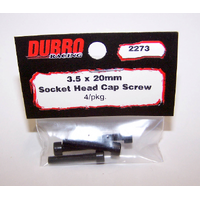 DUBRO
RACING
2273
3.5 x 20mm
Socket Head Cap Screw
4/pkg.